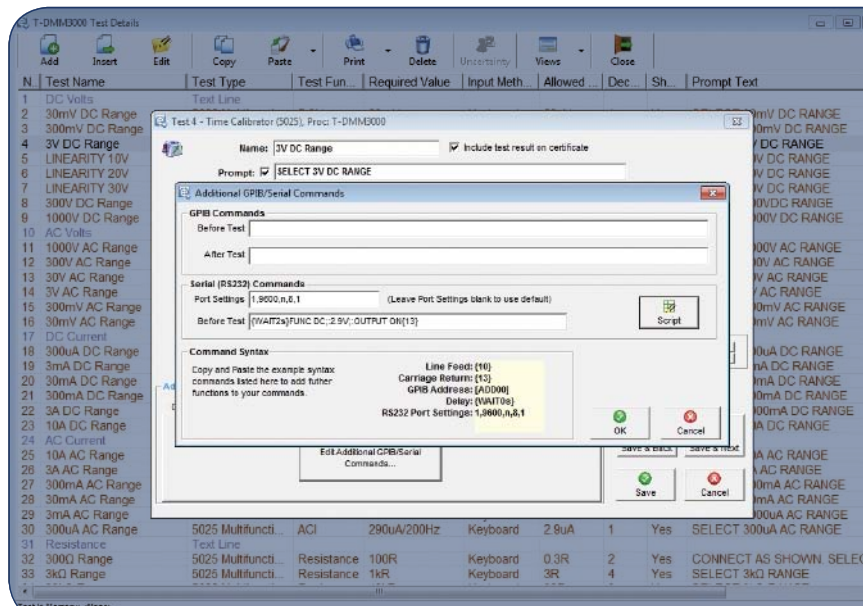 T-DMM3000 Test Details
Add Insert Edit Copy Paste Print Delete Uncertainty Views Close
N. Test Name Test Type Test Fun... Required Value Input Meth... Allowed ... Dec... Sh... Prompt Text
1 DC Volts Text Line
2 30mV DC Range
3 300mV DC Range
4 3V DC Range
5 LINEARITY 10V
6 LINEARITY 20V
7 LINEARITY 30V
8 300V DC Range
9 1000V DC Range
10 AC Volts
11 1000V AC Range
12 300V AC Range
13 30V AC Range
14 3V AC Range
15 300mV AC Range
16 30mV AC Range
17 DC Current
18 300uA DC Range
19 3mA DC Range
20 30mA DC Range
21 300mA DC Range
22 3A DC Range
23 10A DC Range
24 AC Current
25 10A AC Range
26 3A AC Range
27 300mA AC Range
28 30mA AC Range
29 3mA AC Range
30 300uA AC Range 5025 Multifuncti... ACI 290uA/200Hz Keyboard 2.9uA 1 Yes SELECT 300uA AC RANGE
31 Resistance Text Line
32 300Ω Range 5025 Multifuncti... Resistance 100R Keyboard 0.3R 2 Yes CONNECT AS SHOWN. SELEC
33 3kΩ Range 5025 Multifuncti... Resistance 1kR Keyboard 3R 4 Yes SELECT 3kΩ RANGE
Test 4 - Time Calibrator (5025), Proc: T-DMM3000
Name: 3V DC Range Include test result on certificate
Prompt: SELECT 3V DC RANGE
Additional GPIB/Serial Commands
GPIB Commands
Before Test
After Test
Serial (RS232) Commands
Port Settings 1,9600,n,8,1 (Leave Port Settings blank to use default)
Before Test {WAIT2s}FUNC DC;:2.9V;:OUTPUT ON{13}
Script
Command Syntax
Copy and Paste the example syntax
commands listed here to add futher
functions to your commands.
Line Feed: {10}
Carriage Return: {13}
GPIB Address: {ADD00}
Delay: {WAIT0s}
RS232 Port Settings: 1,9600,n,8,1
OK Cancel
Edit Additional GPIB/Serial
Commands...
Save & Back Save & Next
Save Cancel